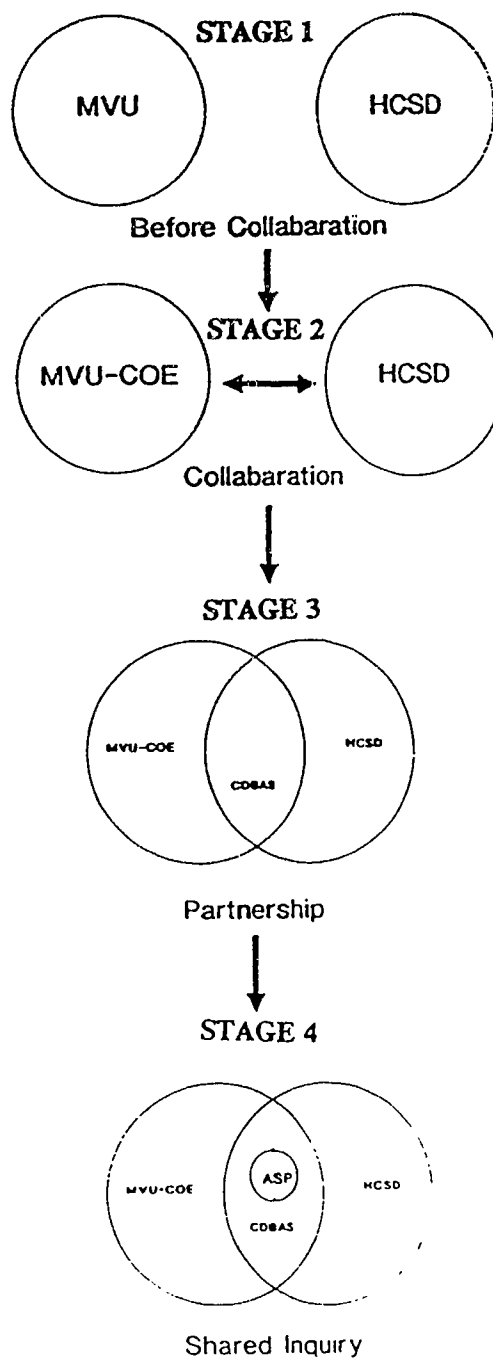 STAGE 1
MVU
HCSD
Before Collabaration
STAGE 2
MVU-COE
HCSD
Collabaration
STAGE 3
MVU-COE
HCSD
CDBAS
Partnership
STAGE 4
ASP
MVU-COE
HCSD
CDBAS
Shared Inquiry